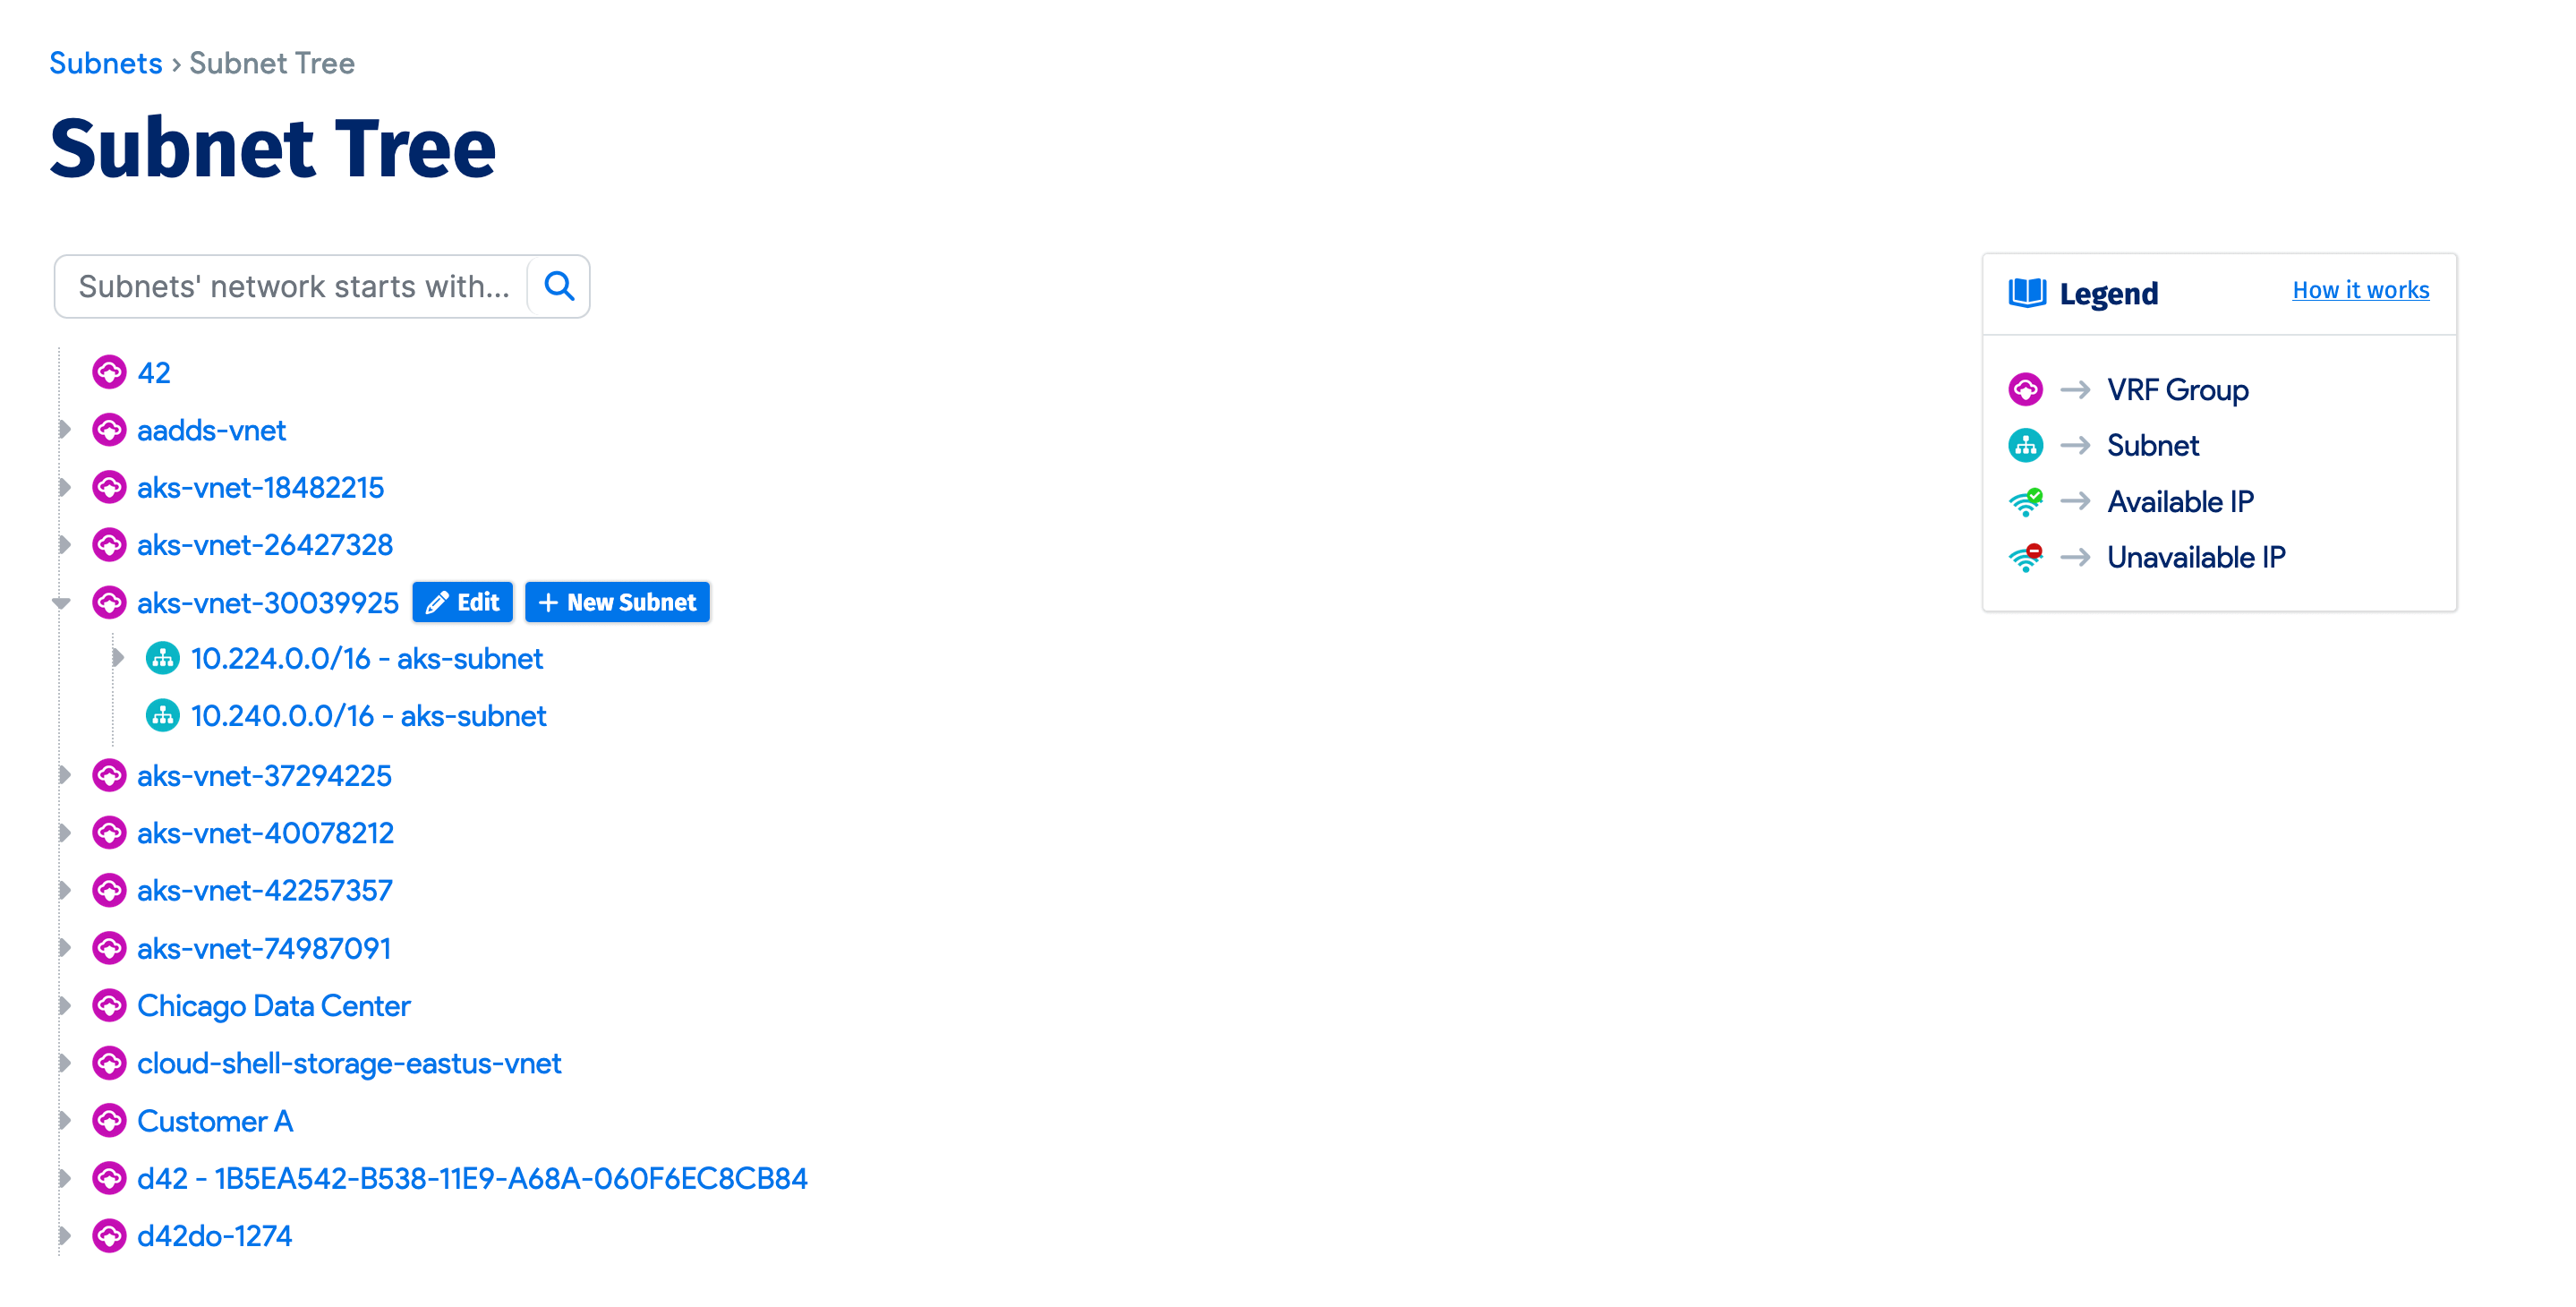 Subnets › Subnet Tree
Subnet Tree
Subnets' network starts with...
42
aadds-vnet
aks-vnet-18482215
aks-vnet-26427328
aks-vnet-30039925 Edit + New Subnet
10.224.0.0/16 - aks-subnet
10.240.0.0/16 - aks-subnet
aks-vnet-37294225
aks-vnet-40078212
aks-vnet-42257357
aks-vnet-74987091
Chicago Data Center
cloud-shell-storage-eastus-vnet
Customer A
d42 - 1B5EA542-B538-11E9-A68A-060F6EC8CB84
d42do-1274
Legend How it works
→ VRF Group
→ Subnet
→ Available IP
→ Unavailable IP